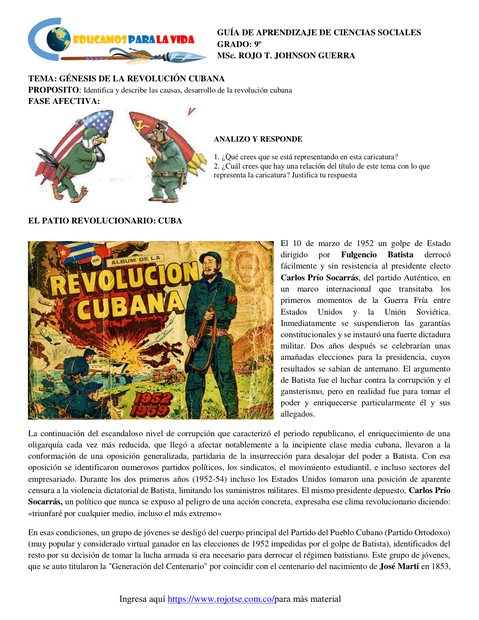 EDUCAMOS PARA LA VIDA
GUÍA DE APRENDIZAJE DE CIENCIAS SOCIALES
GRADO: 9º
MSc. ROJO T. JOHNSON GUERRA
TEMA: GÉNESIS DE LA REVOLUCIÓN CUBANA
PROPOSITO: Identifica y describe las causas, desarrollo de la revolución cubana
FASE AFECTIVA:
ANALIZO Y RESPONDE
1. ¿Qué crees que se está representando en esta caricatura?
2. ¿Cuál crees que hay una relación del título de este tema con lo que
representa la caricatura? Justifica tu respuesta
EL PATIO REVOLUCIONARIO: CUBA
ALBUM DE LA
REVOLUCION
CUBANA
1952
1959
El 10 de marzo de 1952 un golpe de Estado
dirigido por Fulgencio Batista derrocó
fácilmente y sin resistencia al presidente electo
Carlos Prío Socarrás, del partido Auténtico, en
un marco internacional que transitaba los
primeros momentos de la Guerra Fría entre
Estados Unidos y la Unión Soviética.
Inmediatamente se suspendieron las garantías
constitucionales y se instauró una fuerte dictadura
militar. Dos años después se celebrarían unas
amañadas elecciones para la presidencia, cuyos
resultados se sabían de antemano. El argumento
de Batista fue el luchar contra la corrupción y el
gansterismo, pero en realidad fue para tomar el
poder y enriquecerse particularmente él y sus
allegados.
La continuación del escandaloso nivel de corrupción que caracterizó el periodo republicano, el enriquecimiento de una
oligarquía cada vez más reducida, que llegó a afectar notablemente a la incipiente clase media cubana, llevaron a la
conformación de una oposición generalizada, partidaria de la insurrección para desalojar del poder a Batista. Con esa
oposición se identificaron numerosos partidos políticos, los sindicatos, el movimiento estudiantil, e incluso sectores del
empresariado. Durante los dos primeros años (1952-54) incluso los Estados Unidos tomaron una posición de aparente
censura a la violencia dictatorial de Batista, limitando los suministros militares. El mismo presidente depuesto, Carlos Prío
Socarrás, un político que nunca se expuso al peligro de una acción concreta, expresaba ese clima revolucionario diciendo:
«triunfaré por cualquier medio, incluso el más extremo»
En esas condiciones, un grupo de jóvenes se desligó del cuerpo principal del Partido del Pueblo Cubano (Partido Ortodoxo)
(muy popular y considerado virtual ganador en las elecciones de 1952 impedidas por el golpe de Batista), identificados del
resto por su decisión de tomar la lucha armada si era necesario para derrocar el régimen batistiano. Este grupo de jóvenes,
que se auto titularon la "Generación del Centenario" por coincidir con el centenario del nacimiento de José Martí en 1853,
Ingresa aquí https://www.rojotse.com.co/para más material